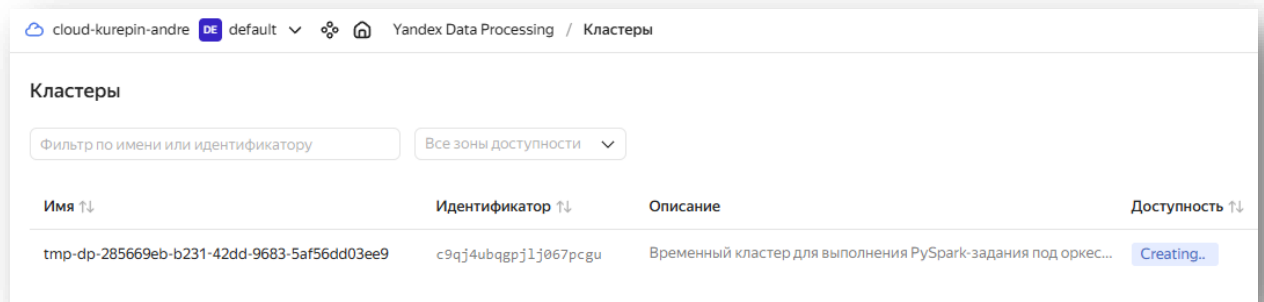 cloud-kurepin-andre DE default Yandex Data Processing / Кластеры
Кластеры
Фильтр по имени или идентификатору Все зоны доступности
Имя Идентификатор Описание Доступность
tmp-dp-285669eb-b231-42dd-9683-5af56dd03ee9 c9qj4ubqgpjlj067pcgu Временный кластер для выполнения PySpark-задания под оркес... Creating..